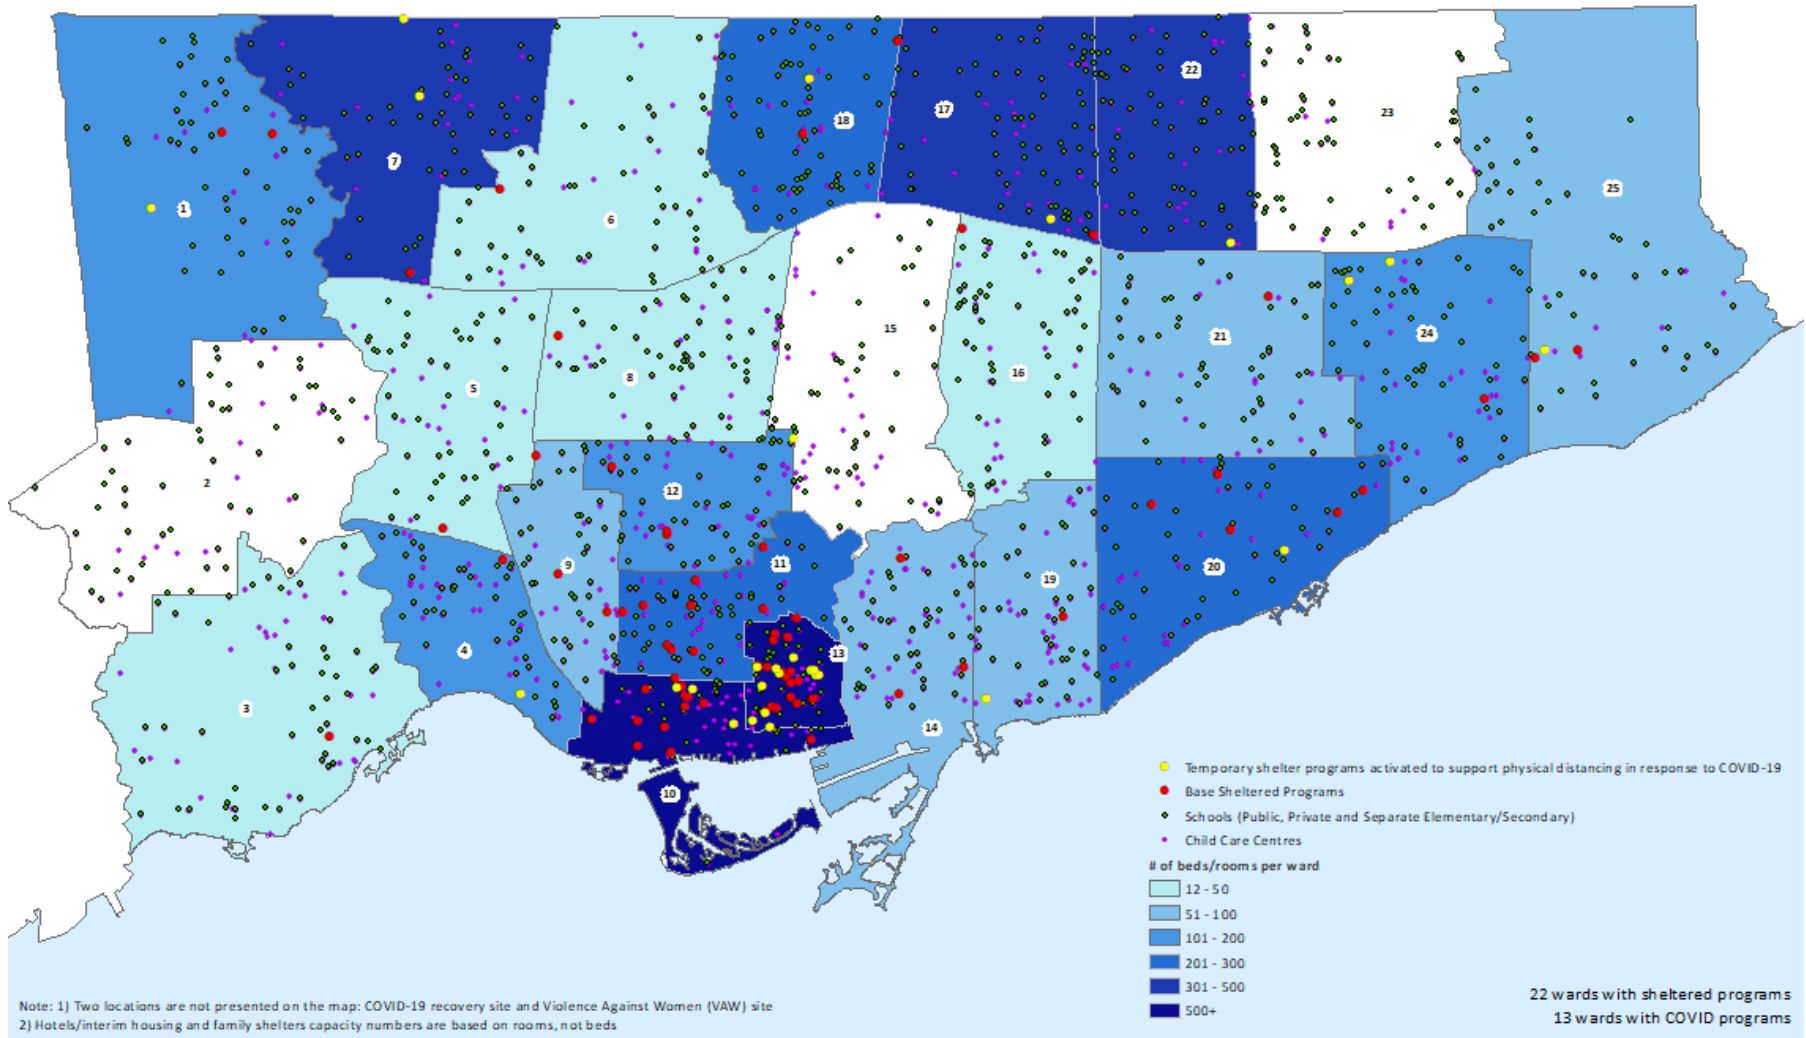 22
17
23
18
7
25
1
6
15
24
21
16
8
5
2
12
11
20
9
19
13
4
3
14
10
Temporary shelter programs activated to support physical distancing in response to COVID-19
Base Sheltered Programs
Schools (Public, Private and Separate Elementary/Secondary)
Child Care Centres
# of beds/rooms per ward
12 - 50
51 - 100
101 - 200
201 - 300
301 - 500
500+
Note: 1) Two locations are not presented on the map: COVID-19 recovery site and Violence Against Women (VAW) site
2) Hotels/interim housing and family shelters capacity numbers are based on rooms, not beds
22 wards with sheltered programs
13 wards with COVID programs